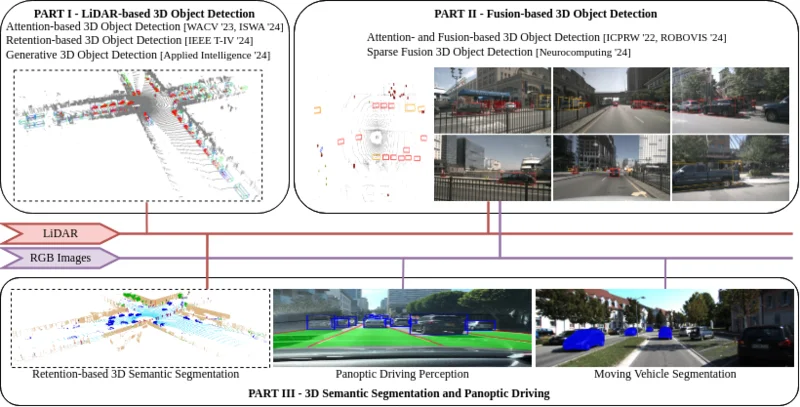 PART I - LiDAR-based 3D Object Detection
Attention-based 3D Object Detection [WACV '23, ISWA '24]
Retention-based 3D Object Detection [IEEE T-IV '24]
Generative 3D Object Detection [Applied Intelligence '24]
PART II - Fusion-based 3D Object Detection
Attention- and Fusion-based 3D Object Detection [ICPRW '22, ROBOVIS '24]
Sparse Fusion 3D Object Detection [Neurocomputing '24]
LiDAR
RGB Images
Retention-based 3D Semantic Segmentation
Panoptic Driving Perception
Moving Vehicle Segmentation
PART III - 3D Semantic Segmentation and Panoptic Driving